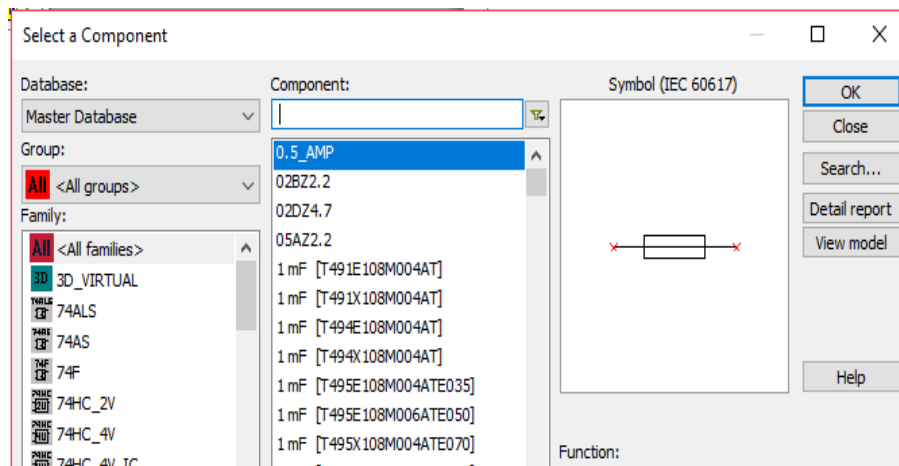 Select a Component
Database:
Master Database
Group:
All <All groups>
Family:
All <All families>
3D 3D_VIRTUAL
74ALS
74AS
74F
74HC_2V
74HC_4V
74HC_4V_IC
Component:
0.5_AMP
02BZ2.2
02DZ4.7
05AZ2.2
1 mF [T491E108M004AT]
1 mF [T491X108M004AT]
1 mF [T494E108M004AT]
1 mF [T494X108M004AT]
1 mF [T495E108M004ATE035]
1 mF [T495E108M006ATE050]
1 mF [T495X108M004ATE070]
Symbol (IEC 60617)
Function:
OK
Close
Search...
Detail report
View model
Help